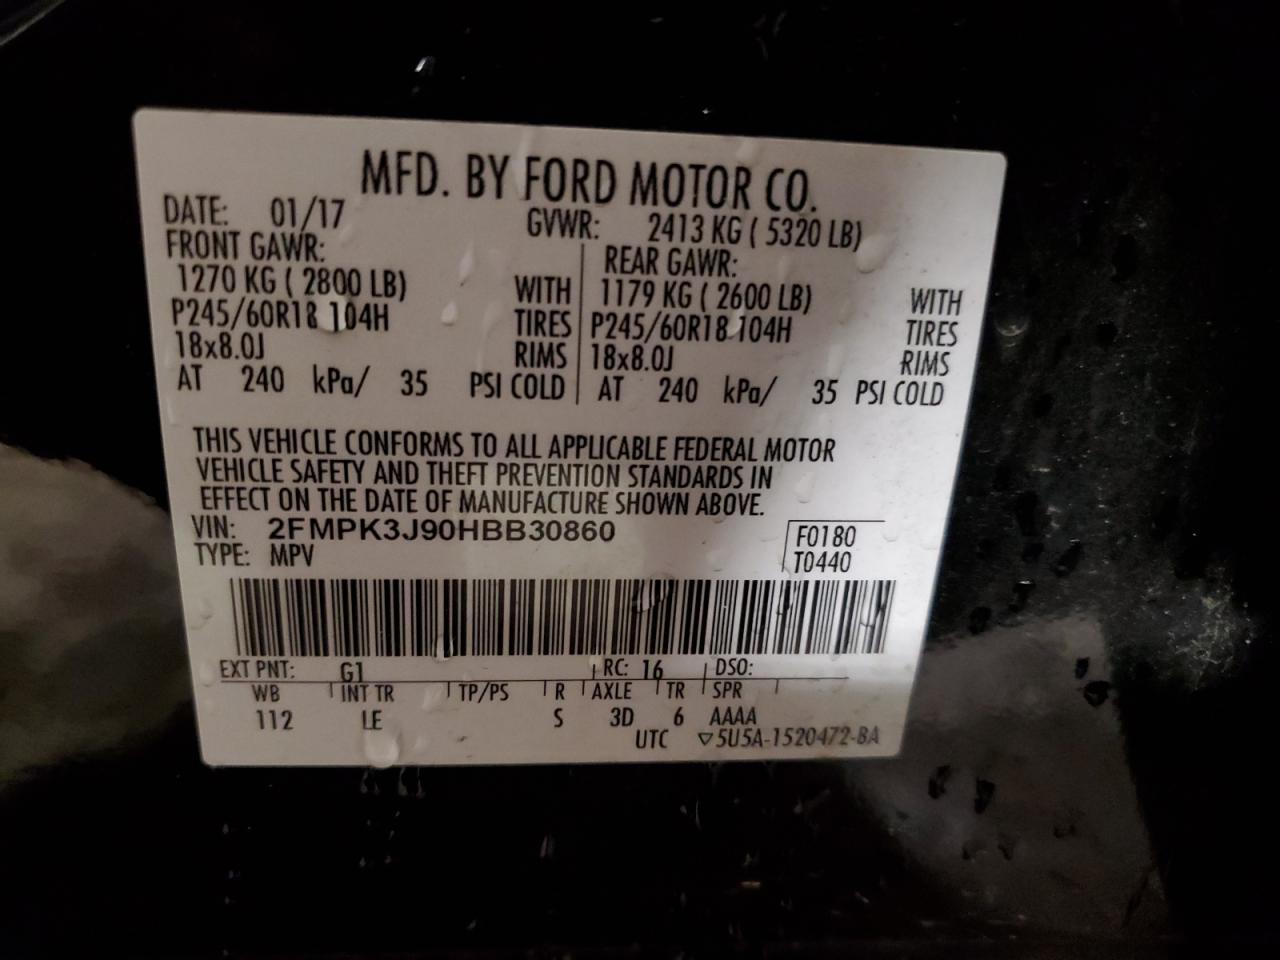 MFD. BY FORD MOTOR CO.
DATE: 01/17 GVWR: 2413 KG ( 5320 LB)
FRONT GAWR: REAR GAWR:
1270 KG ( 2800 LB) WITH 1179 KG ( 2600 LB) WITH
P245/60R18 104H TIRES P245/60R18 104H TIRES
18x8.0J RIMS 18x8.0J RIMS
AT 240 kPa/ 35 PSI COLD AT 240 kPa/ 35 PSI COLD
THIS VEHICLE CONFORMS TO ALL APPLICABLE FEDERAL MOTOR
VEHICLE SAFETY AND THEFT PREVENTION STANDARDS IN
EFFECT ON THE DATE OF MANUFACTURE SHOWN ABOVE.
VIN: 2FMPK3J90HBB30860 F0180
TYPE: MPV T0440
EXT PNT: G1 RC: 16 DSO:
WB INT TR TP/PS R AXLE TR SPR
112 LE S 3D 6 AAAA
UTC ▽5U5A-1520472-BA